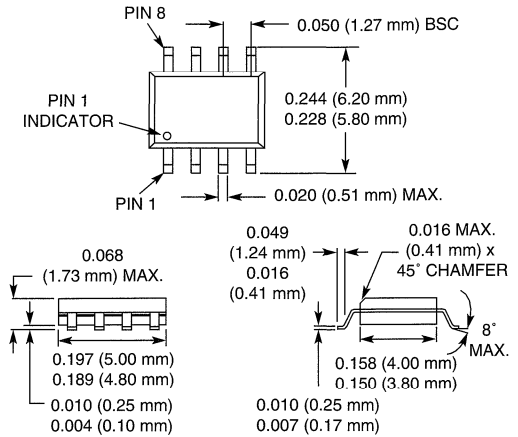 PIN 8
0.050 (1.27 mm) BSC
PIN 1
INDICATOR
0.244 (6.20 mm)
0.228 (5.80 mm)
PIN 1
0.020 (0.51 mm) MAX.
0.068
(1.73 mm) MAX.
0.197 (5.00 mm)
0.189 (4.80 mm)
0.010 (0.25 mm)
0.004 (0.10 mm)
0.049
(1.24 mm)
0.016
(0.41 mm)
0.016 MAX.
(0.41 mm) x
45° CHAMFER
8°
MAX.
0.158 (4.00 mm)
0.150 (3.80 mm)
0.010 (0.25 mm)
0.007 (0.17 mm)